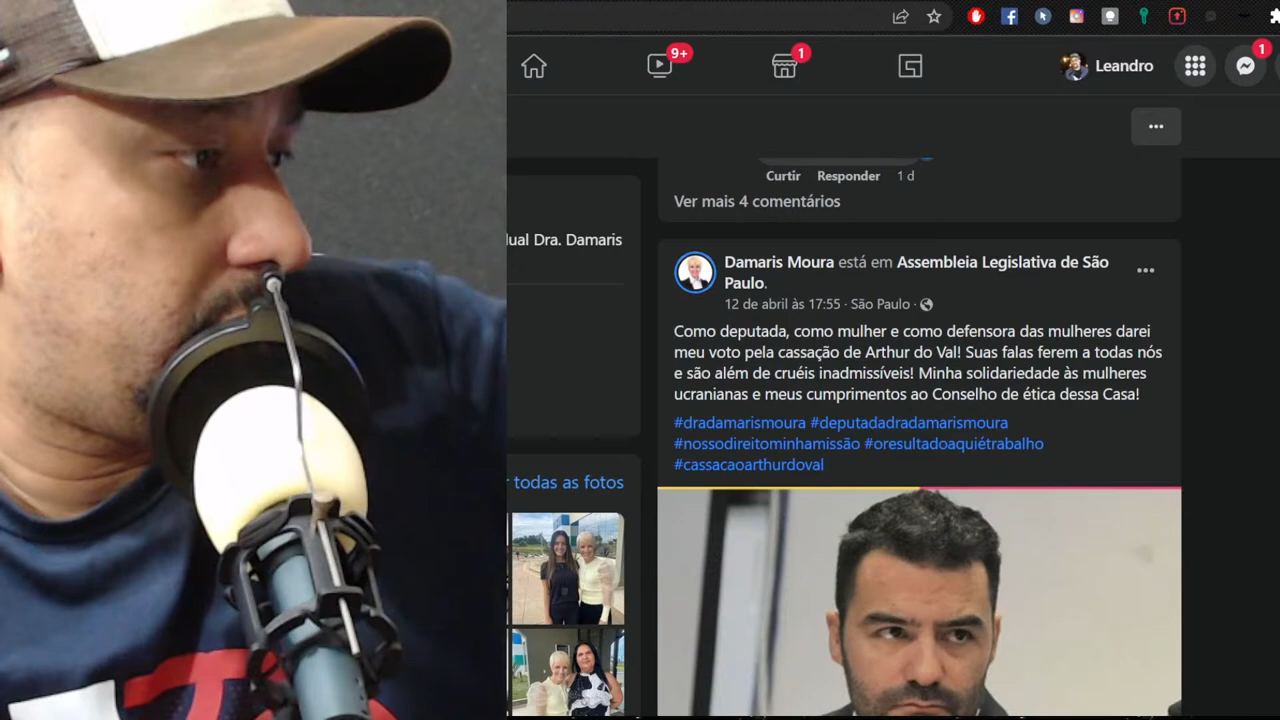 9+
1
Leandro
1
Curtir Responder 1 d
Ver mais 4 comentários
ual Dra. Damaris
Damaris Moura está em Assembleia Legislativa de São
Paulo.
12 de abril às 17:55 · São Paulo ·
Como deputada, como mulher e como defensora das mulheres darei
meu voto pela cassação de Arthur do Val! Suas falas ferem a todas nós
e são além de cruéis inadmissíveis! Minha solidariedade às mulheres
ucranianas e meus cumprimentos ao Conselho de ética dessa Casa!
#dradamarismoura #deputadadradamarismoura
#nossodireitominhamissão #oresultadoaquiétrabalho
#cassacaoarthurdoval
r todas as fotos